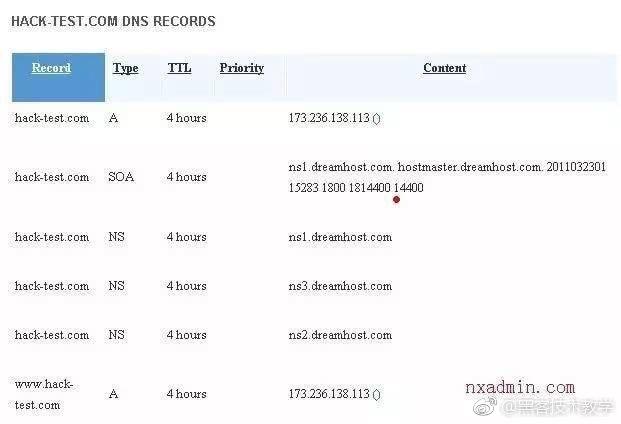 HACK-TEST.COM DNS RECORDS
Record Type TTL Priority Content
hack-test.com A 4 hours 173.236.138.113 ()
hack-test.com SOA 4 hours ns1.dreamhost.com. hostmaster.dreamhost.com. 2011032301
15283 1800 1814400 14400
hack-test.com NS 4 hours ns1.dreamhost.com
hack-test.com NS 4 hours ns3.dreamhost.com
hack-test.com NS 4 hours ns2.dreamhost.com
www.hack-
test.com A 4 hours 173.236.138.113 ()
nxadmin.com
@黑客技术教学